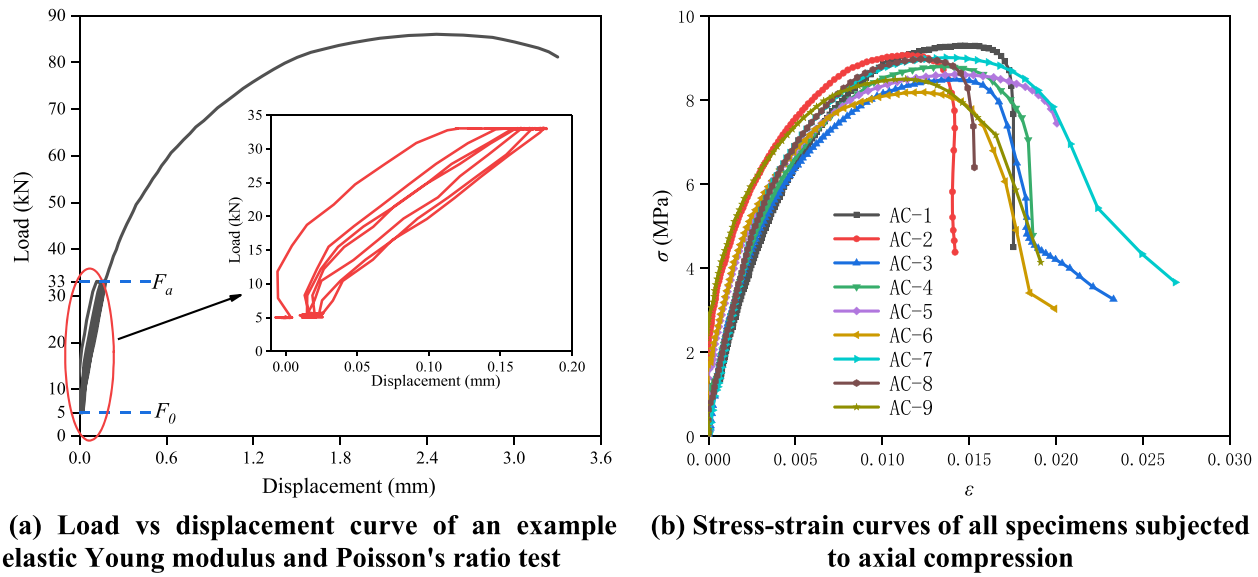 90
80
70
60
50
40
33
30
20
10
5
0
Load (kN)
0.0
0.6
1.2
1.8
2.4
3.0
3.6
Displacement (mm)
F_a
F_0
35
30
25
20
15
10
5
0
Load (kN)
0.00
0.05
0.10
0.15
0.20
Displacement (mm)
(a) Load vs displacement curve of an example
elastic Young modulus and Poisson's ratio test
10
8
6
4
2
0
σ (MPa)
AC-1
AC-2
AC-3
AC-4
AC-5
AC-6
AC-7
AC-8
AC-9
0.000
0.005
0.010
0.015
0.020
0.025
0.030
ε
(b) Stress-strain curves of all specimens subjected
to axial compression